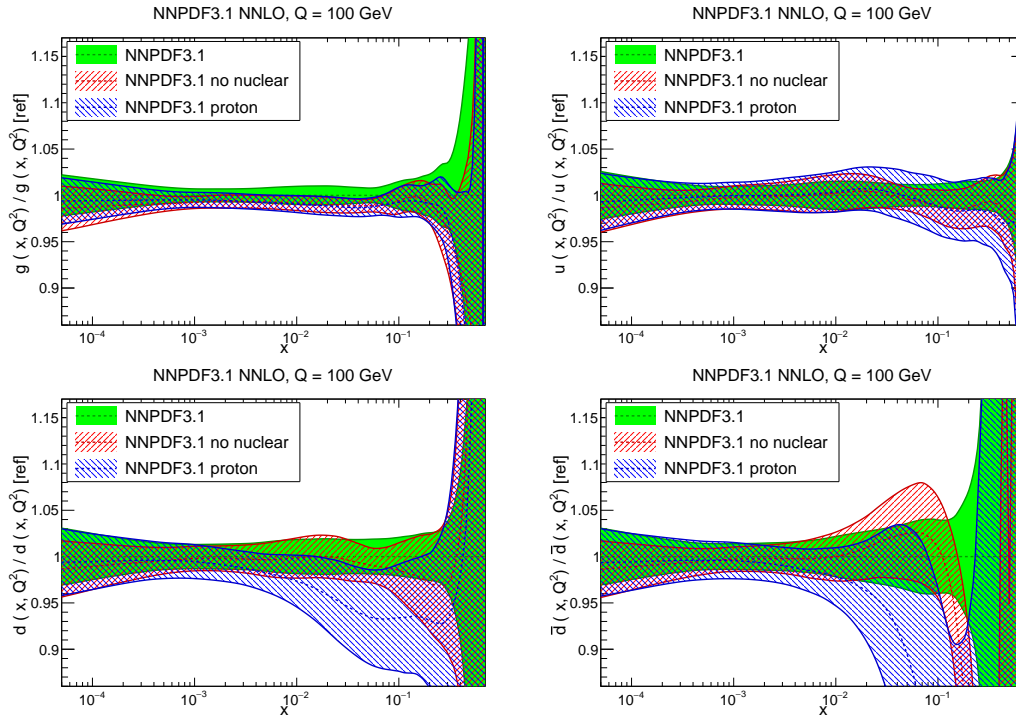 NNPDF3.1 NNLO, Q = 100 GeV
g ( x, Q²) / g ( x, Q²) [ref]
1.15
1.1
1.05
1
0.95
0.9
NNPDF3.1
NNPDF3.1 no nuclear
NNPDF3.1 proton
10⁻⁴ 10⁻³ 10⁻² 10⁻¹
x
NNPDF3.1 NNLO, Q = 100 GeV
u ( x, Q²) / u ( x, Q²) [ref]
1.15
1.1
1.05
1
0.95
0.9
NNPDF3.1
NNPDF3.1 no nuclear
NNPDF3.1 proton
10⁻⁴ 10⁻³ 10⁻² 10⁻¹
x
NNPDF3.1 NNLO, Q = 100 GeV
d ( x, Q²) / d ( x, Q²) [ref]
1.15
1.1
1.05
1
0.95
0.9
NNPDF3.1
NNPDF3.1 no nuclear
NNPDF3.1 proton
10⁻⁴ 10⁻³ 10⁻² 10⁻¹
x
NNPDF3.1 NNLO, Q = 100 GeV
d̅ ( x, Q²) / d̅ ( x, Q²) [ref]
1.15
1.1
1.05
1
0.95
0.9
NNPDF3.1
NNPDF3.1 no nuclear
NNPDF3.1 proton
10⁻⁴ 10⁻³ 10⁻² 10⁻¹
x